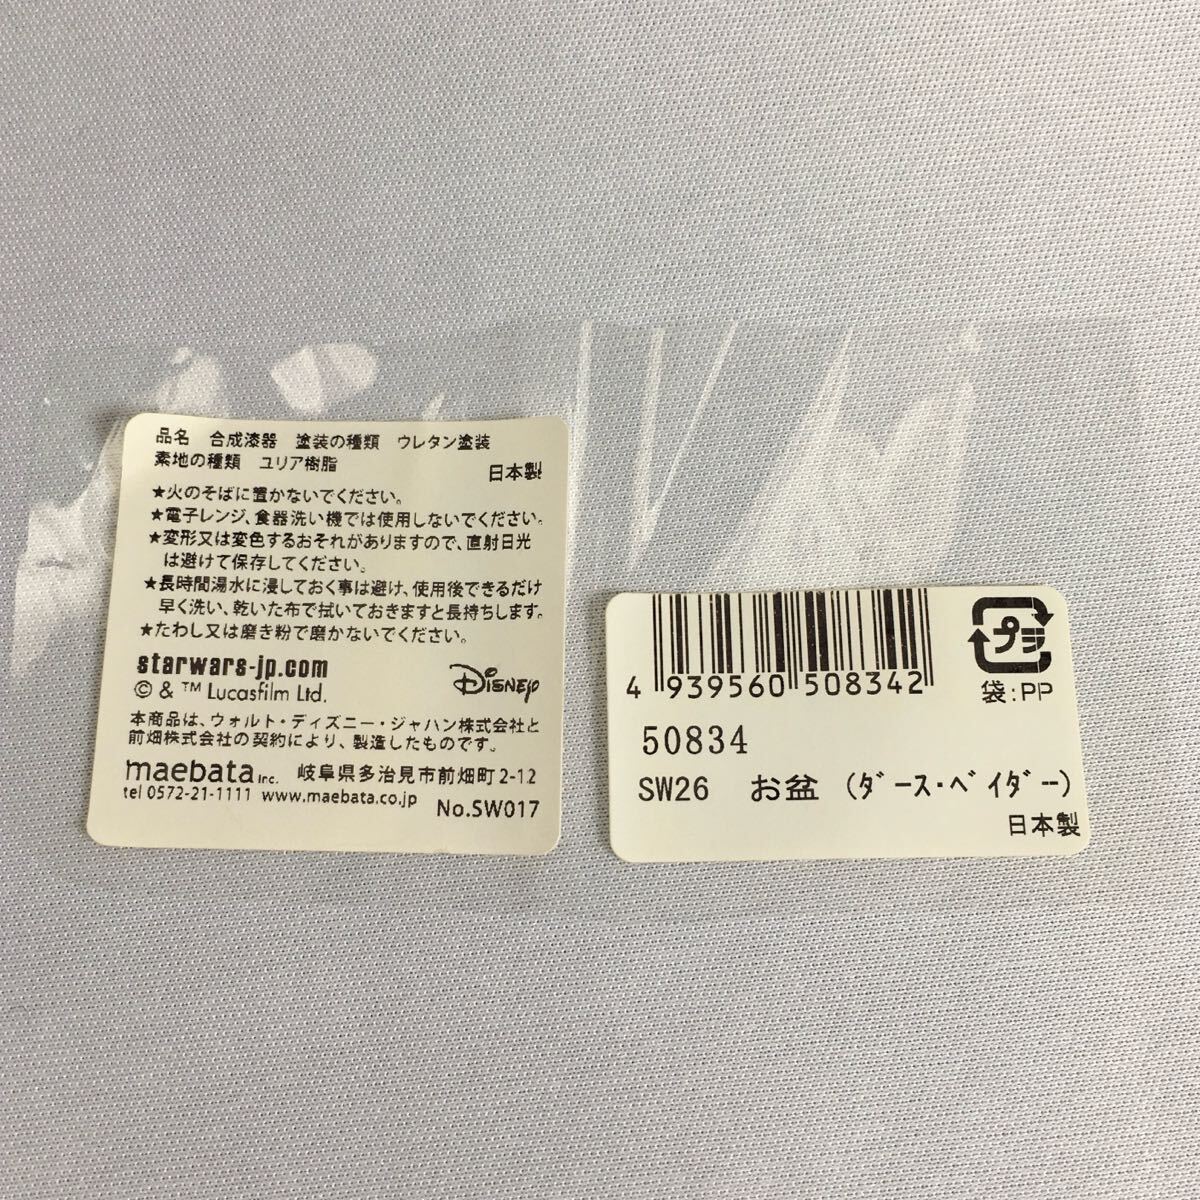 品名　合成漆器　塗装の種類　ウレタン塗装
素地の種類　ユリア樹脂
日本製
★火のそばに置かないでください。
★電子レンジ、食器洗い機では使用しないでください。
★変形又は変色するおそれがありますので、直射日光
は避けて保存してください。
★長時間湯水に浸しておく事は避け、使用後できるだけ
早く洗い、乾いた布で拭いておきますと長持ちします。
★たわし又は磨き粉で磨かないでください。
starwars-jp.com
© & ™ Lucasfilm Ltd.
Disney
本商品は、ウォルト・ディズニー・ジャパン株式会社と
前畑株式会社の契約により、製造したものです。
maebata Inc. 岐阜県多治見市前畑町2-12
tel 0572-21-1111 www.maebata.co.jp
No.SW017
4 939560 508342
プラ
袋:PP
50834
SW26　お盆（ﾀﾞｰｽ・ﾍﾞｲﾀﾞｰ）
日本製